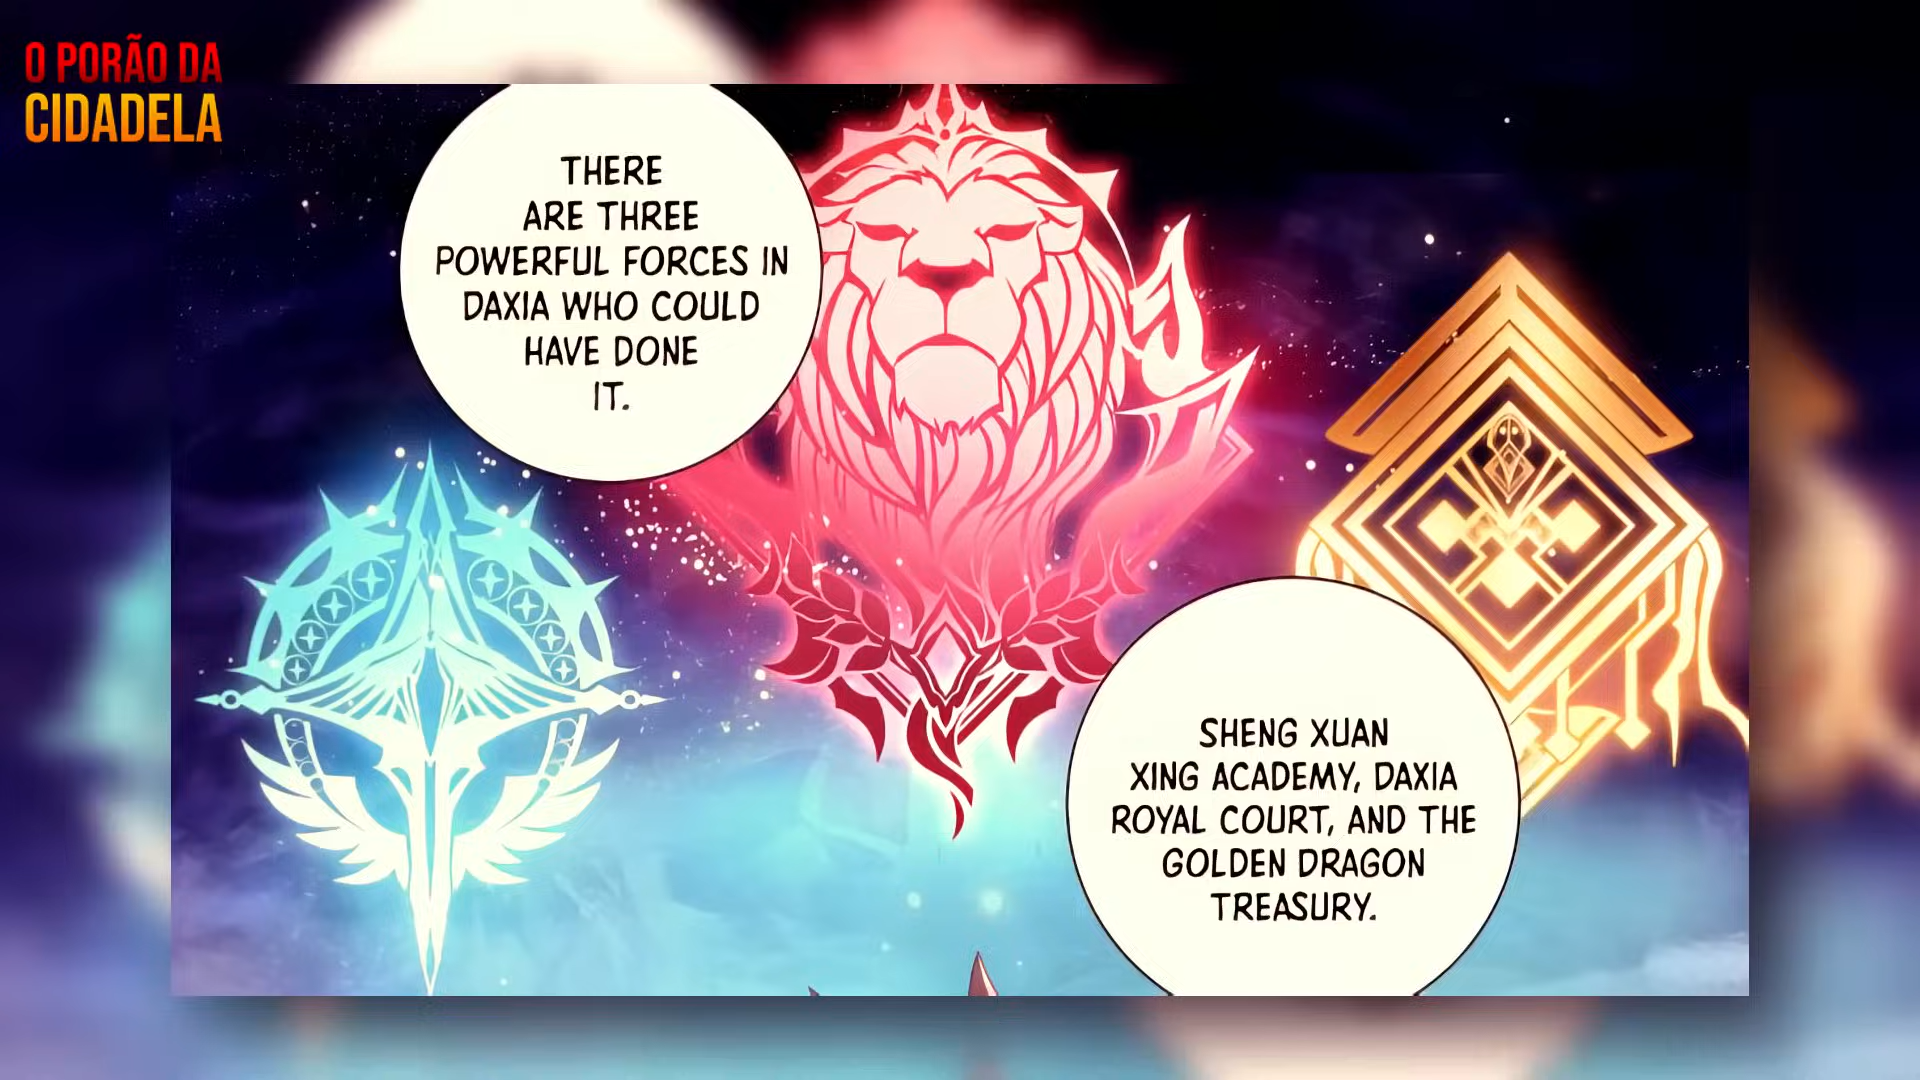 O PORÃO DA
CIDADELA
THERE
ARE THREE
POWERFUL FORCES IN
DAXIA WHO COULD
HAVE DONE
IT.
SHENG XUAN
XING ACADEMY, DAXIA
ROYAL COURT, AND THE
GOLDEN DRAGON
TREASURY.